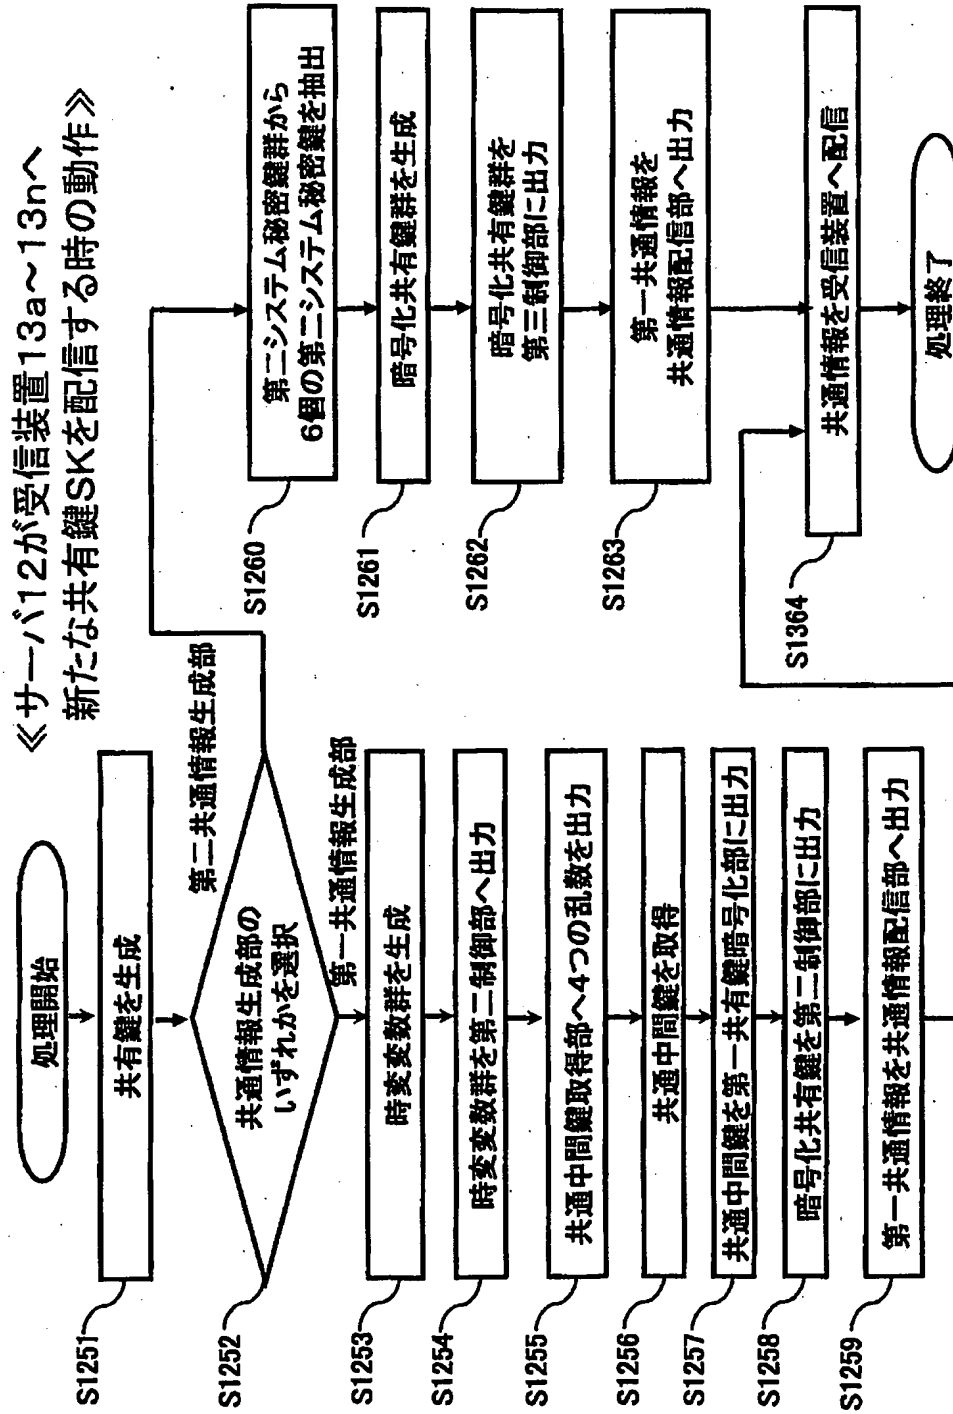 ≪サーバ12が受信装置13a～13nへ
新たな共有鍵SKを配信する時の動作≫
処理開始
共有鍵を生成
S1251
共通情報生成部の
いずれかを選択
S1252
第二共通情報生成部
第一共通情報生成部
時変変数群を生成
S1253
時変変数群を第二制御部へ出力
S1254
共通中間鍵取得部へ4つの乱数を出力
S1255
共通中間鍵を取得
S1256
共通中間鍵を第一共有鍵暗号化部に出力
S1257
暗号化共有鍵を第二制御部に出力
S1258
第一共通情報を共通情報配信部へ出力
S1259
第二システム秘密鍵群から
6個の第二システム秘密鍵を抽出
S1260
暗号化共有鍵群を生成
S1261
暗号化共有鍵群を
第三制御部に出力
S1262
第一共通情報を
共通情報配信部へ出力
S1263
共通情報を受信装置へ配信
S1364
処理終了